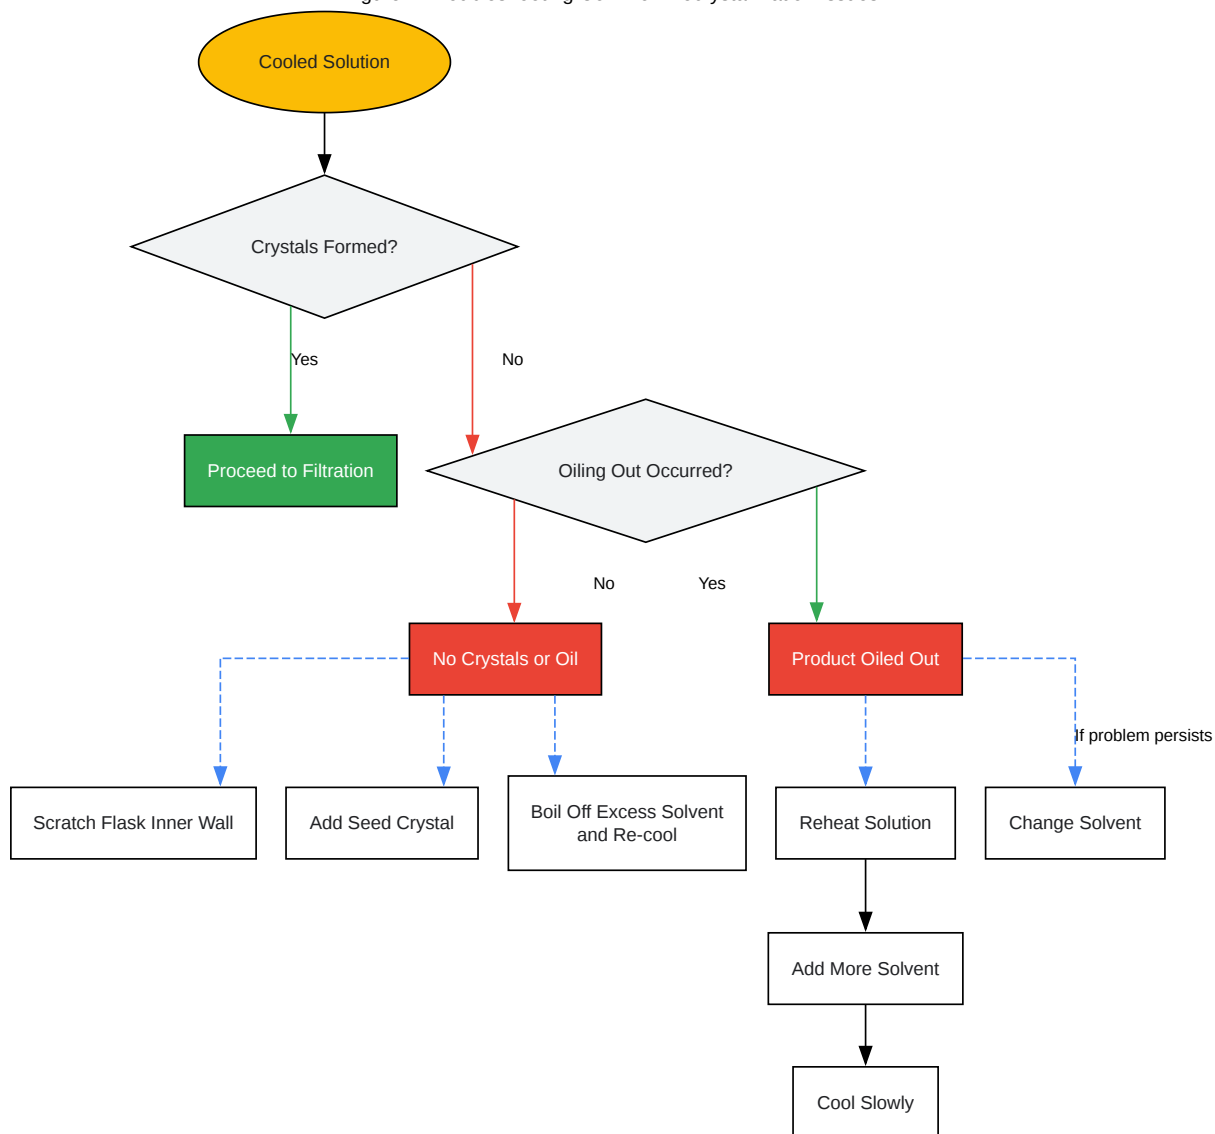 Cooled Solution
Crystals Formed?
Yes
No
Proceed to Filtration
Oiling Out Occurred?
No
Yes
No Crystals or Oil
Product Oiled Out
If problem persists
Scratch Flask Inner Wall
Add Seed Crystal
Boil Off Excess Solvent
and Re-cool
Reheat Solution
Change Solvent
Add More Solvent
Cool Slowly